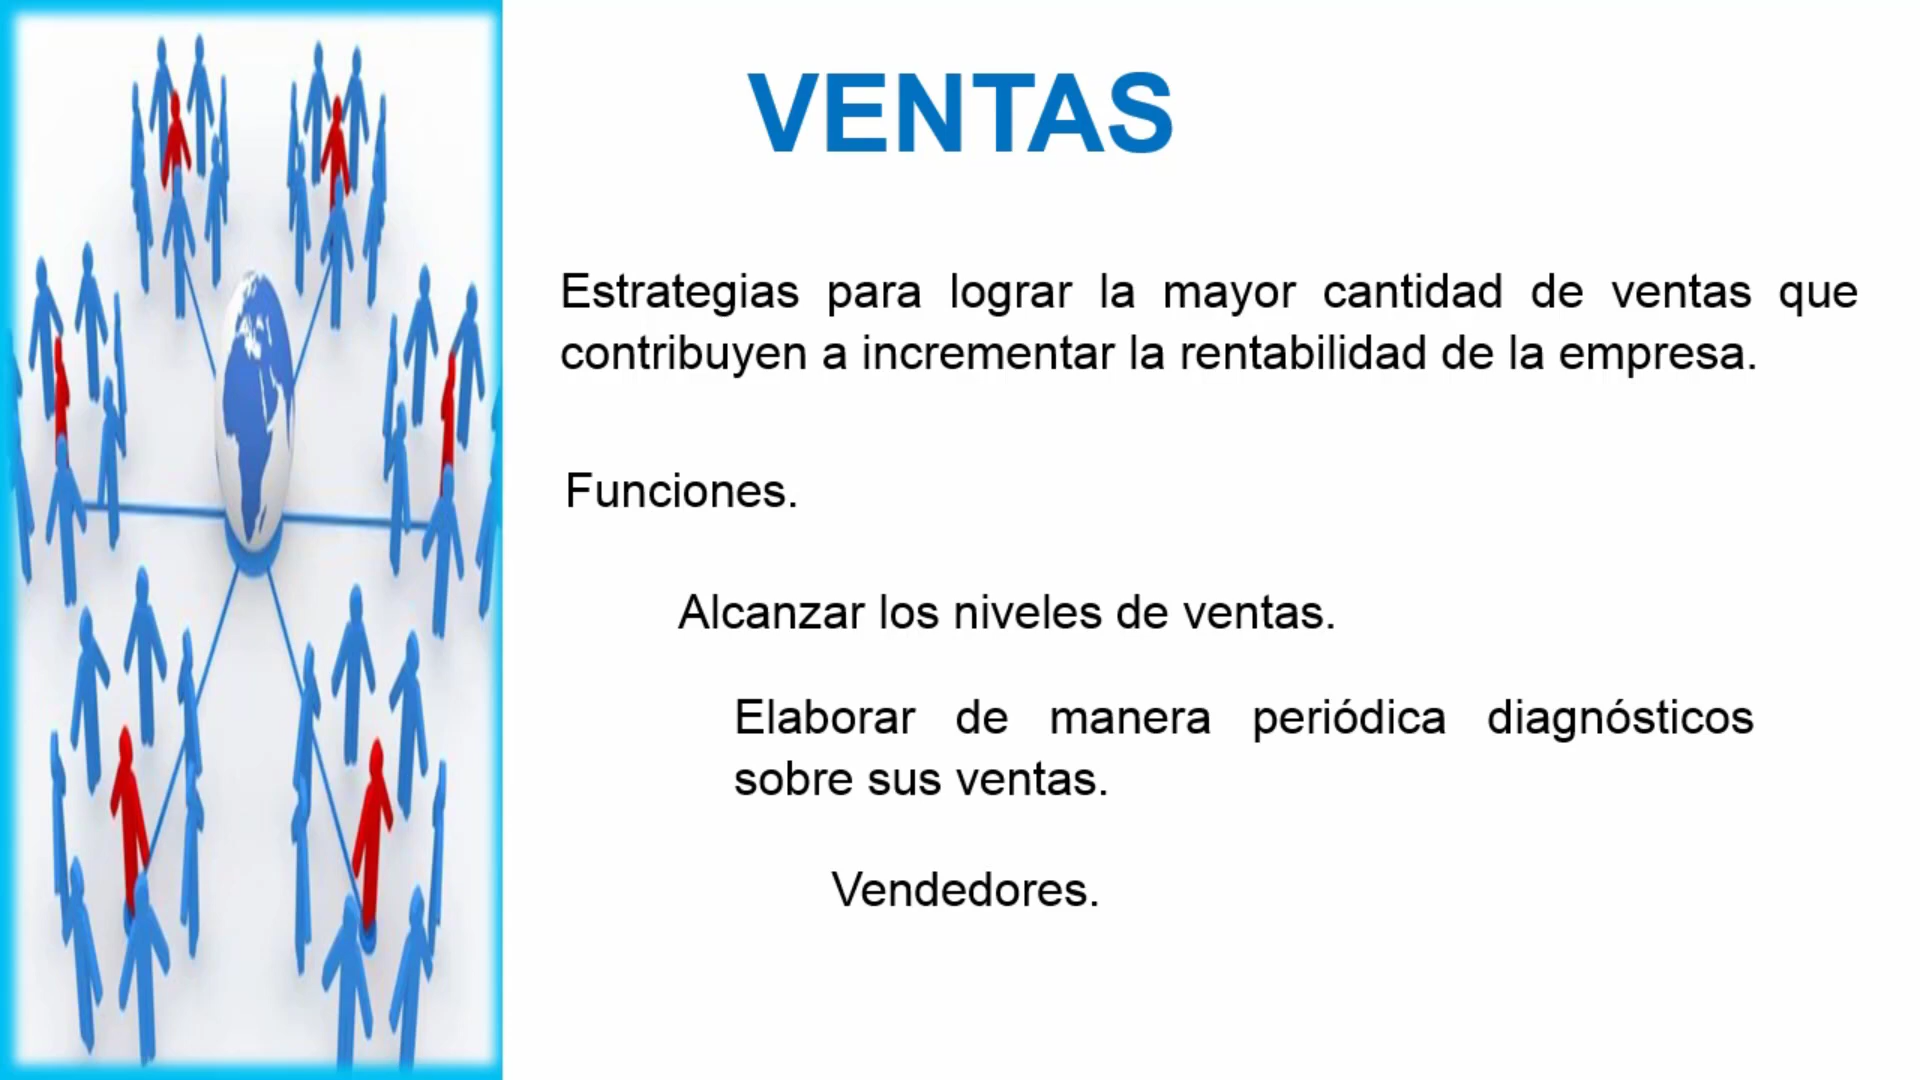 VENTAS
Estrategias para lograr la mayor cantidad de ventas que
contribuyen a incrementar la rentabilidad de la empresa.
Funciones.
Alcanzar los niveles de ventas.
Elaborar de manera periódica diagnósticos
sobre sus ventas.
Vendedores.